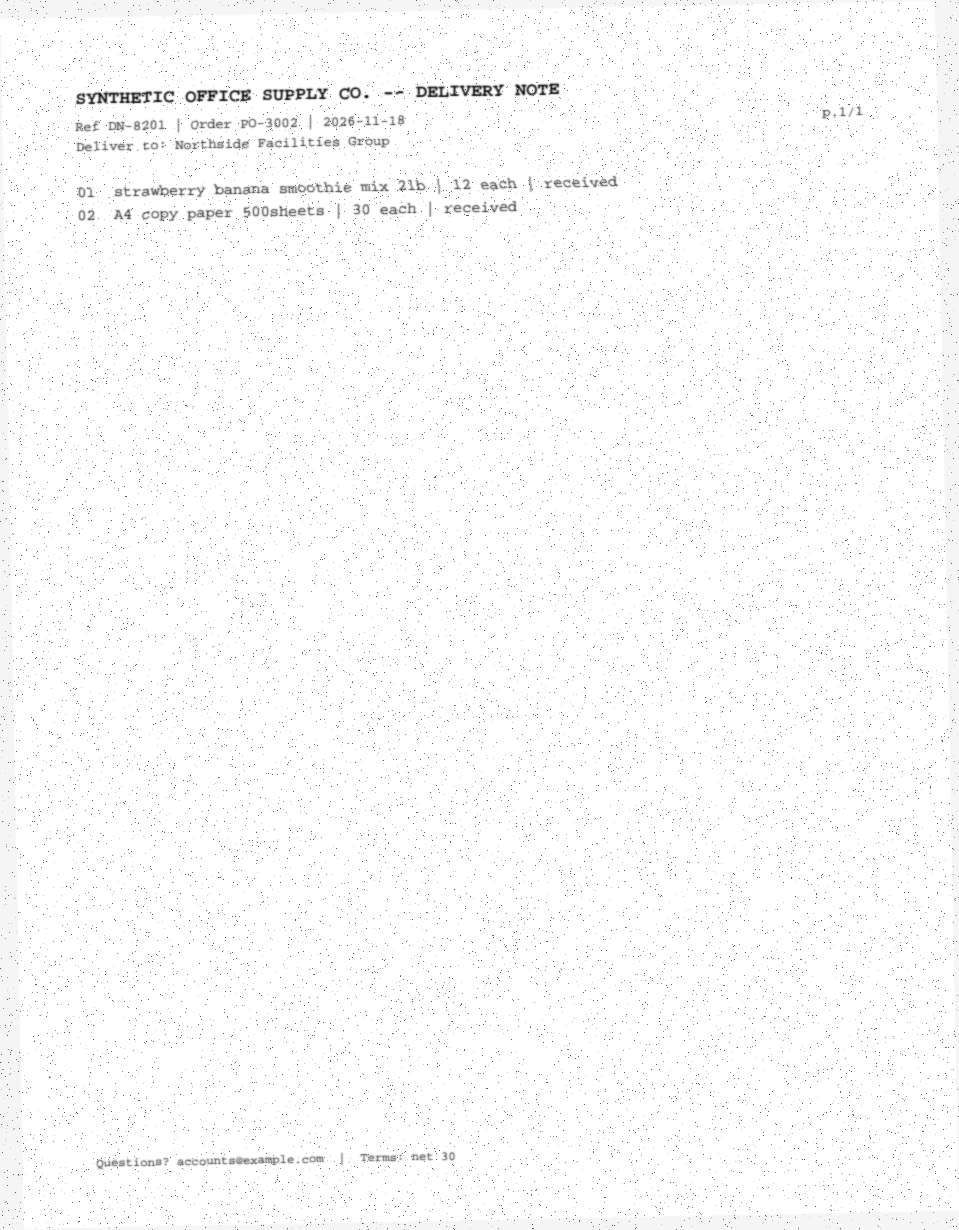 SYNTHETIC OFFICE SUPPLY CO. -- DELIVERY NOTE
p.1/1
Ref DN-8201 | Order PO-3002 | 2026-11-18
Deliver to: Northside Facilities Group
01 strawberry banana smoothie mix 2lb | 12 each | received
02 A4 copy paper 500sheets | 30 each | received
Questions? accounts@example.com | Terms: net 30